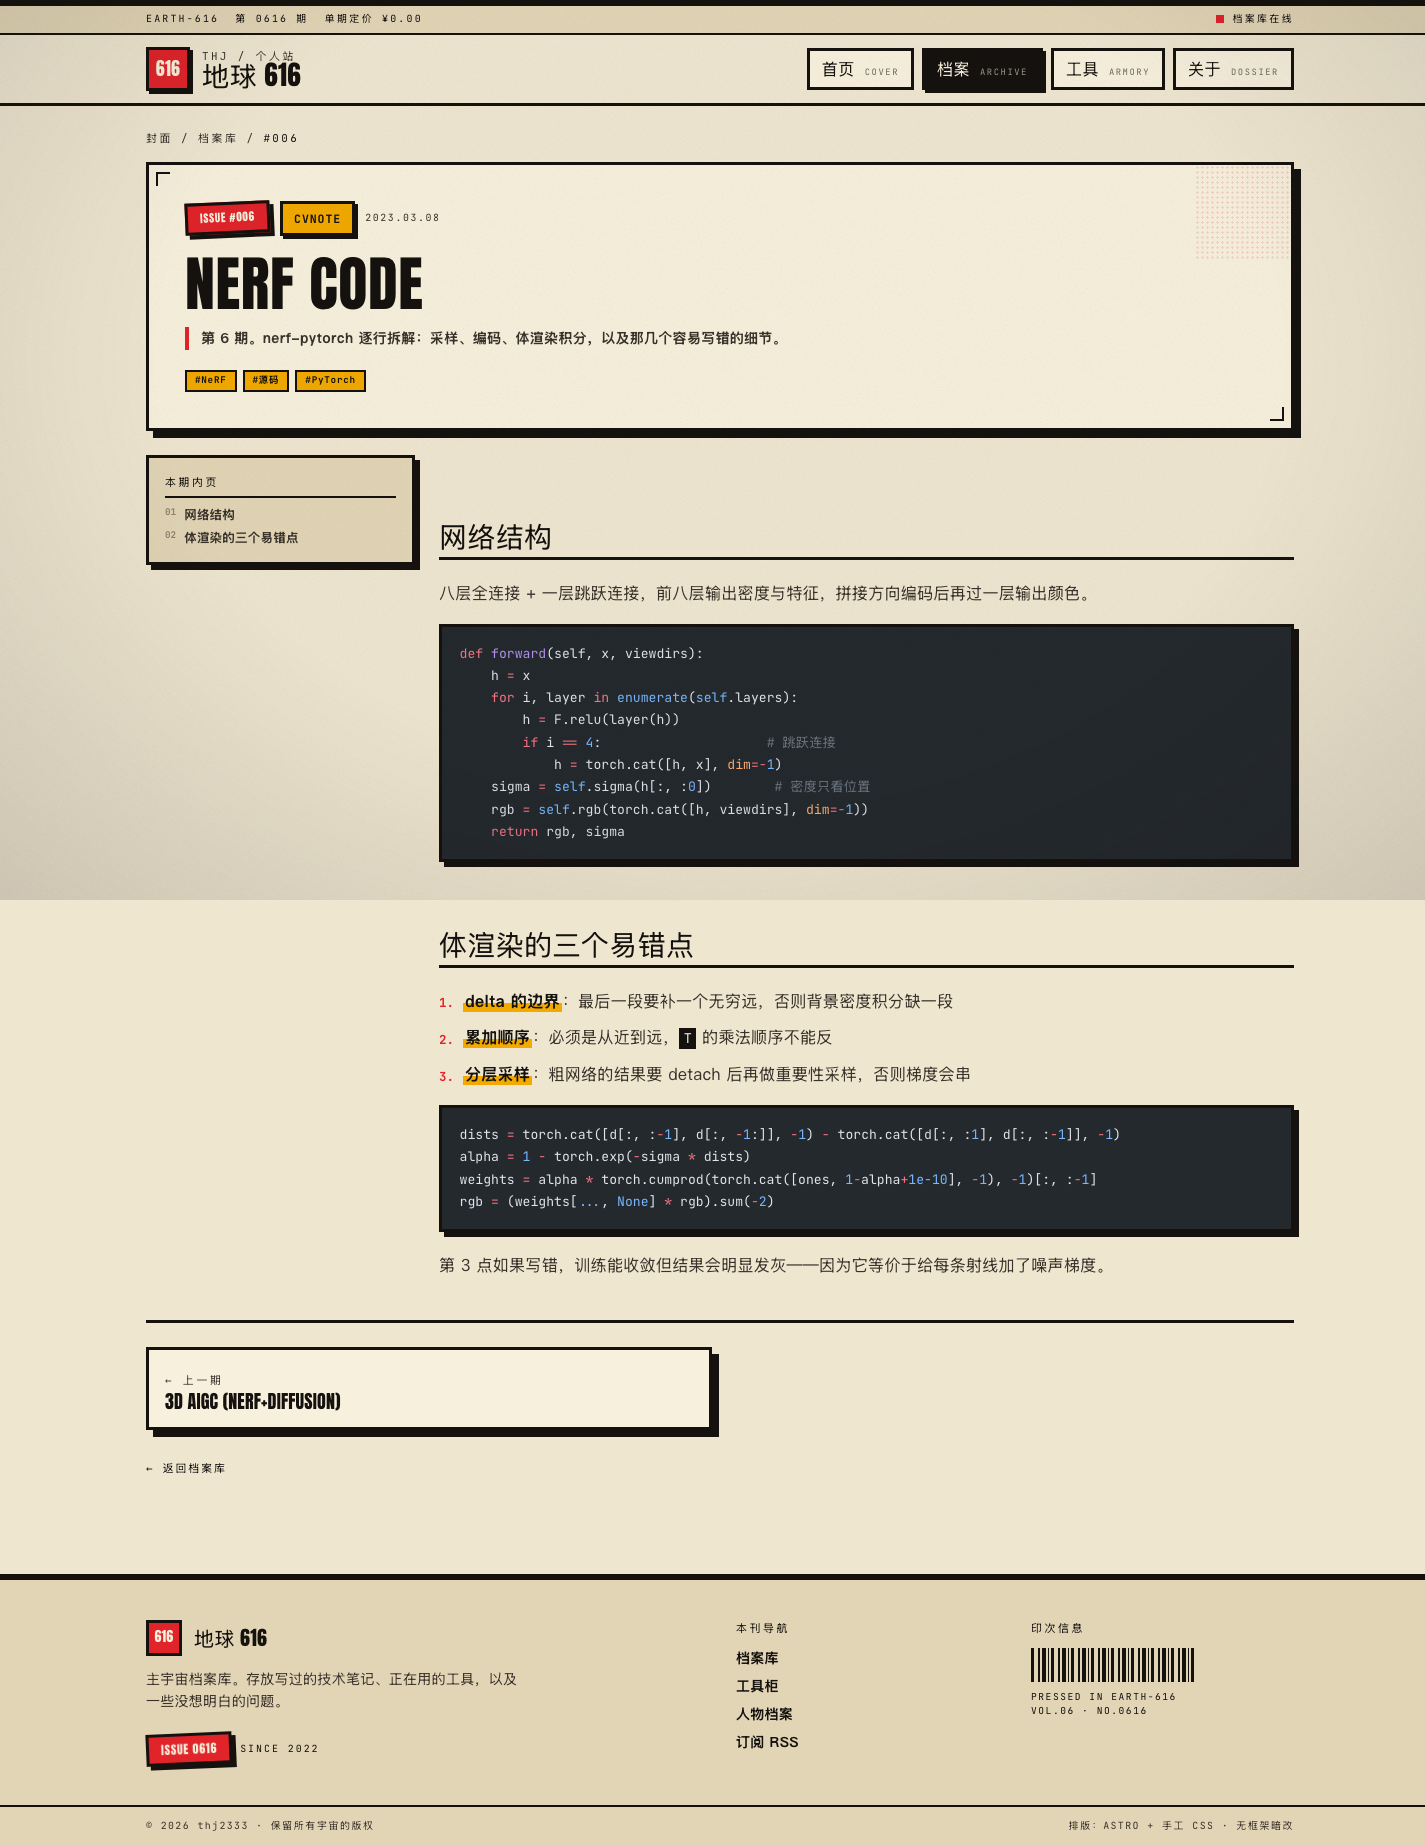 EARTH-616 第 0616 期 单期定价 ¥0.00
档案库在线
616
THJ / 个人站
地球 616
首页 COVER
档案 ARCHIVE
工具 ARMORY
关于 DOSSIER
封面 / 档案库 / #006
ISSUE #006
CVNOTE
2023.03.08
NERF CODE
第 6 期。nerf-pytorch 逐行拆解：采样、编码、体渲染积分，以及那几个容易写错的细节。
#NeRF #源码 #PyTorch
本期内页
01 网络结构
02 体渲染的三个易错点
网络结构
八层全连接 + 一层跳跃连接，前八层输出密度与特征，拼接方向编码后再过一层输出颜色。
def forward(self, x, viewdirs):
    h = x
    for i, layer in enumerate(self.layers):
        h = F.relu(layer(h))
        if i == 4:                     # 跳跃连接
            h = torch.cat([h, x], dim=-1)
    sigma = self.sigma(h[:, :0])        # 密度只看位置
    rgb = self.rgb(torch.cat([h, viewdirs], dim=-1))
    return rgb, sigma
体渲染的三个易错点
1. delta 的边界：最后一段要补一个无穷远，否则背景密度积分缺一段
2. 累加顺序：必须是从近到远，T 的乘法顺序不能反
3. 分层采样：粗网络的结果要 detach 后再做重要性采样，否则梯度会串
dists = torch.cat([d[:, :-1], d[:, -1:]], -1) - torch.cat([d[:, :1], d[:, :-1]], -1)
alpha = 1 - torch.exp(-sigma * dists)
weights = alpha * torch.cumprod(torch.cat([ones, 1-alpha+1e-10], -1), -1)[:, :-1]
rgb = (weights[..., None] * rgb).sum(-2)
第 3 点如果写错，训练能收敛但结果会明显发灰——因为它等价于给每条射线加了噪声梯度。
← 上一期
3D AIGC (NERF+DIFFUSION)
← 返回档案库
616
地球 616
主宇宙档案库。存放写过的技术笔记、正在用的工具，以及
一些没想明白的问题。
ISSUE 0616
SINCE 2022
本刊导航
档案库
工具柜
人物档案
订阅 RSS
印次信息
PRESSED IN EARTH-616
VOL.06 · NO.0616
© 2026 thj2333 · 保留所有宇宙的版权
排版：ASTRO + 手工 CSS · 无框架暗改